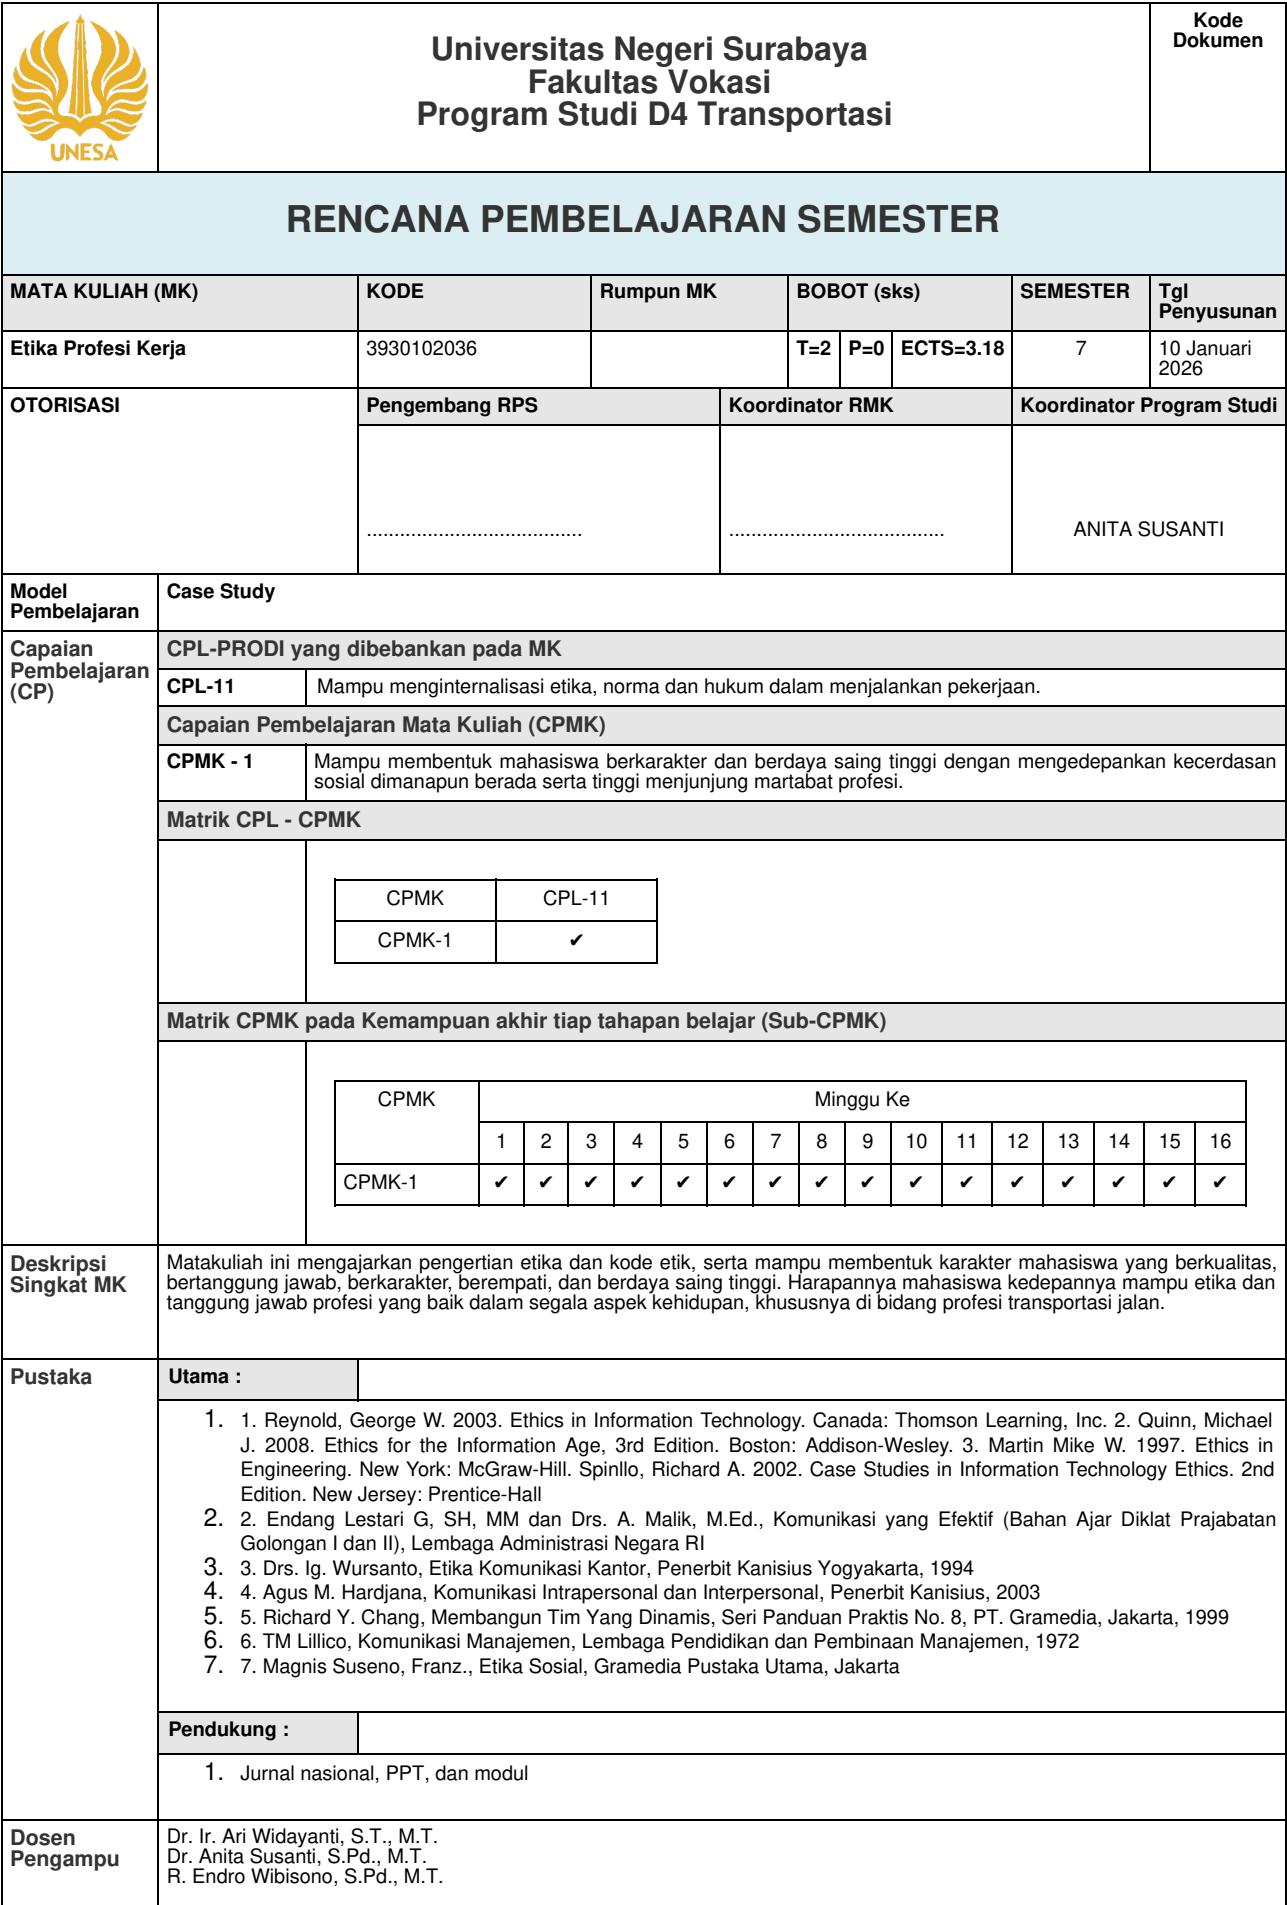 UNESA
Universitas Negeri Surabaya
Fakultas Vokasi
Program Studi D4 Transportasi
Kode
Dokumen
RENCANA PEMBELAJARAN SEMESTER
MATA KULIAH (MK) KODE Rumpun MK BOBOT (sks) SEMESTER Tgl
Penyusunan
Etika Profesi Kerja 3930102036 T=2 P=0 ECTS=3.18 7 10 Januari
2026
OTORISASI Pengembang RPS Koordinator RMK Koordinator Program Studi
....................................... ....................................... ANITA SUSANTI
Model
Pembelajaran
Case Study
Capaian
Pembelajaran
(CP)
CPL-PRODI yang dibebankan pada MK
CPL-11 Mampu menginternalisasi etika, norma dan hukum dalam menjalankan pekerjaan.
Capaian Pembelajaran Mata Kuliah (CPMK)
CPMK - 1 Mampu membentuk mahasiswa berkarakter dan berdaya saing tinggi dengan mengedepankan kecerdasan
sosial dimanapun berada serta tinggi menjunjung martabat profesi.
Matrik CPL - CPMK
CPMK CPL-11
CPMK-1 ✔
Matrik CPMK pada Kemampuan akhir tiap tahapan belajar (Sub-CPMK)
CPMK Minggu Ke
1 2 3 4 5 6 7 8 9 10 11 12 13 14 15 16
CPMK-1 ✔ ✔ ✔ ✔ ✔ ✔ ✔ ✔ ✔ ✔ ✔ ✔ ✔ ✔ ✔ ✔
Deskripsi
Singkat MK
Matakuliah ini mengajarkan pengertian etika dan kode etik, serta mampu membentuk karakter mahasiswa yang berkualitas,
bertanggung jawab, berkarakter, berempati, dan berdaya saing tinggi. Harapannya mahasiswa kedepannya mampu etika dan
tanggung jawab profesi yang baik dalam segala aspek kehidupan, khususnya di bidang profesi transportasi jalan.
Pustaka Utama :
1. 1. Reynold, George W. 2003. Ethics in Information Technology. Canada: Thomson Learning, Inc. 2. Quinn, Michael
J. 2008. Ethics for the Information Age, 3rd Edition. Boston: Addison-Wesley. 3. Martin Mike W. 1997. Ethics in
Engineering. New York: McGraw-Hill. Spinllo, Richard A. 2002. Case Studies in Information Technology Ethics. 2nd
Edition. New Jersey: Prentice-Hall
2. 2. Endang Lestari G, SH, MM dan Drs. A. Malik, M.Ed., Komunikasi yang Efektif (Bahan Ajar Diklat Prajabatan
Golongan I dan II), Lembaga Administrasi Negara RI
3. 3. Drs. Ig. Wursanto, Etika Komunikasi Kantor, Penerbit Kanisius Yogyakarta, 1994
4. 4. Agus M. Hardjana, Komunikasi Intrapersonal dan Interpersonal, Penerbit Kanisius, 2003
5. 5. Richard Y. Chang, Membangun Tim Yang Dinamis, Seri Panduan Praktis No. 8, PT. Gramedia, Jakarta, 1999
6. 6. TM Lillico, Komunikasi Manajemen, Lembaga Pendidikan dan Pembinaan Manajemen, 1972
7. 7. Magnis Suseno, Franz., Etika Sosial, Gramedia Pustaka Utama, Jakarta
Pendukung :
1. Jurnal nasional, PPT, dan modul
Dosen
Pengampu
Dr. Ir. Ari Widayanti, S.T., M.T.
Dr. Anita Susanti, S.Pd., M.T.
R. Endro Wibisono, S.Pd., M.T.